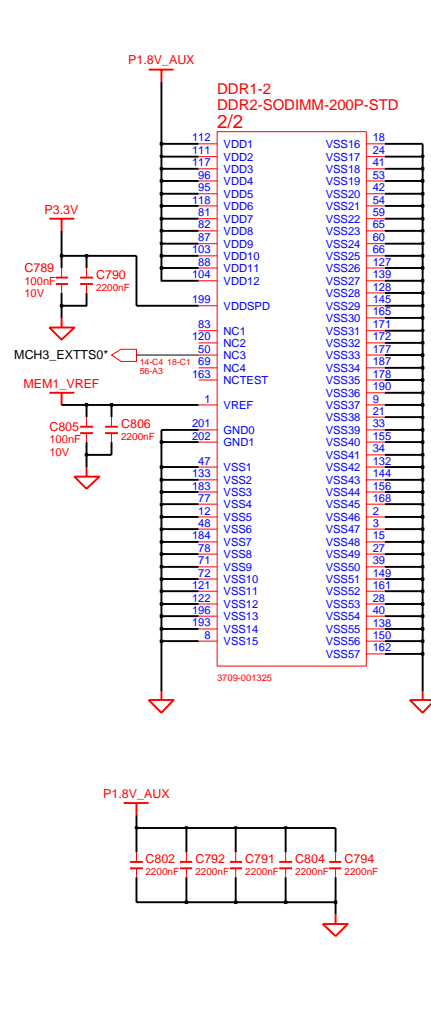 P1.8V_AUX
DDR1-2
DDR2-SODIMM-200P-STD
2/2
112 VDD1 VSS16 18
111 VDD2 VSS17 24
117 VDD3 VSS18 41
96 VDD4 VSS19 53
95 VDD5 VSS20 42
118 VDD6 VSS21 54
81 VDD7 VSS22 59
82 VDD8 VSS23 65
87 VDD9 VSS24 60
103 VDD10 VSS25 66
88 VDD11 VSS26 127
104 VDD12 VSS27 139
VSS28 128
199 VDDSPD VSS29 145
VSS30 165
83 NC1 VSS31 171
120 NC2 VSS32 172
50 NC3 VSS33 177
69 NC4 VSS34 187
163 NCTEST VSS35 178
VSS36 190
1 VREF VSS37 9
VSS38 21
201 GND0 VSS39 33
202 GND1 VSS40 155
VSS41 34
47 VSS1 VSS42 132
133 VSS2 VSS43 144
183 VSS3 VSS44 156
77 VSS4 VSS45 168
12 VSS5 VSS46 2
48 VSS6 VSS47 3
184 VSS7 VSS48 15
78 VSS8 VSS49 27
71 VSS9 VSS50 39
72 VSS10 VSS51 149
121 VSS11 VSS52 161
122 VSS12 VSS53 28
196 VSS13 VSS54 40
193 VSS14 VSS55 138
8 VSS15 VSS56 150
VSS57 162
3709-001325
P3.3V
C789
100nF
10V
C790
2200nF
MCH3_EXTTS0*
14-C4 18-C1
56-A3
MEM1_VREF
C805
100nF
10V
C806
2200nF
P1.8V_AUX
C802 C792 C791 C804 C794
2200nF 2200nF 2200nF 2200nF 2200nF